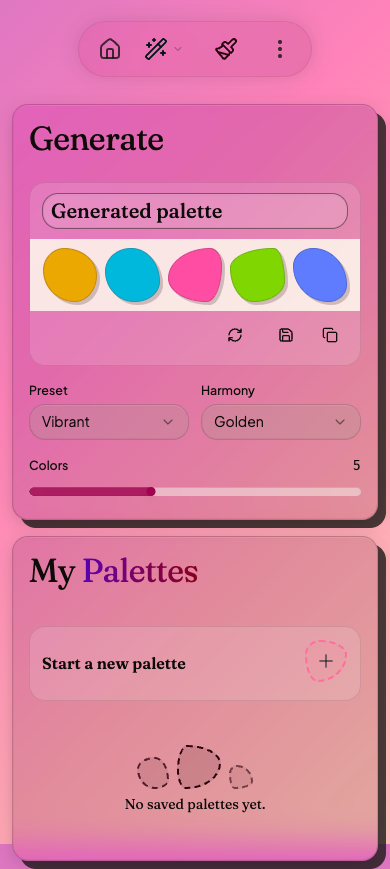 Generate
Generated palette
Preset
Harmony
Vibrant
Golden
Colors
5
My Palettes
Start a new palette
No saved palettes yet.